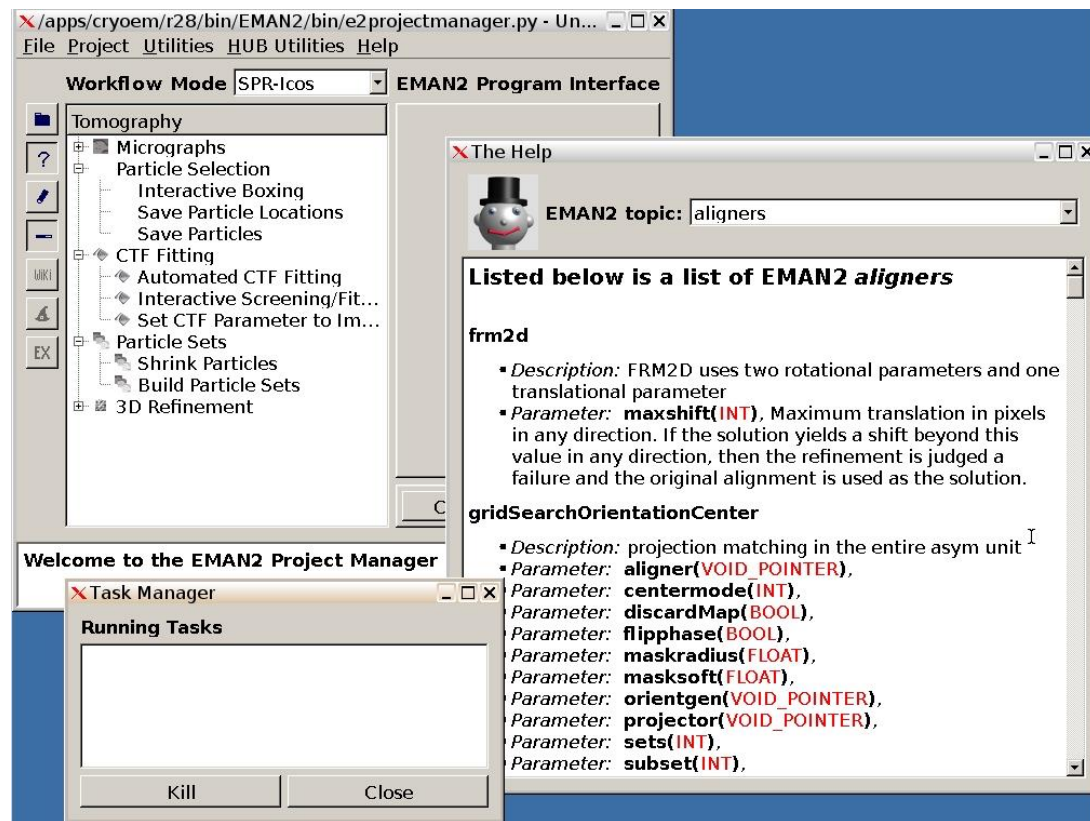 /apps/cryoem/r28/bin/EMAN2/bin/e2projectmanager.py - Un...
File Project Utilities HUB Utilities Help
Workflow Mode SPR-Icos EMAN2 Program Interface
Tomography
Micrographs
Particle Selection
Interactive Boxing
Save Particle Locations
Save Particles
CTF Fitting
Automated CTF Fitting
Interactive Screening/Fit...
Set CTF Parameter to Im...
Particle Sets
Shrink Particles
Build Particle Sets
3D Refinement
?
WiKi
EX
C
Welcome to the EMAN2 Project Manager
The Help
EMAN2 topic: aligners
Listed below is a list of EMAN2 aligners
frm2d
▪ Description: FRM2D uses two rotational parameters and one
translational parameter
▪ Parameter: maxshift(INT), Maximum translation in pixels
in any direction. If the solution yields a shift beyond this
value in any direction, then the refinement is judged a
failure and the original alignment is used as the solution.
gridSearchOrientationCenter
▪ Description: projection matching in the entire asym unit
▪ Parameter: aligner(VOID_POINTER),
▪ Parameter: centermode(INT),
Parameter: discardMap(BOOL),
Parameter: flipphase(BOOL),
Parameter: maskradius(FLOAT),
Parameter: masksoft(FLOAT),
Parameter: orientgen(VOID_POINTER),
Parameter: projector(VOID_POINTER),
Parameter: sets(INT),
Parameter: subset(INT),
Task Manager
Running Tasks
Kill Close